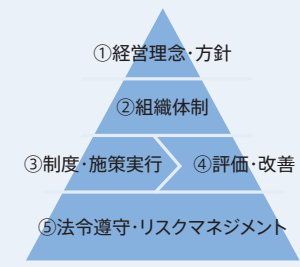 ①経営理念･方針
②組織体制
③制度･施策実行
④評価･改善
⑤法令遵守･リスクマネジメント